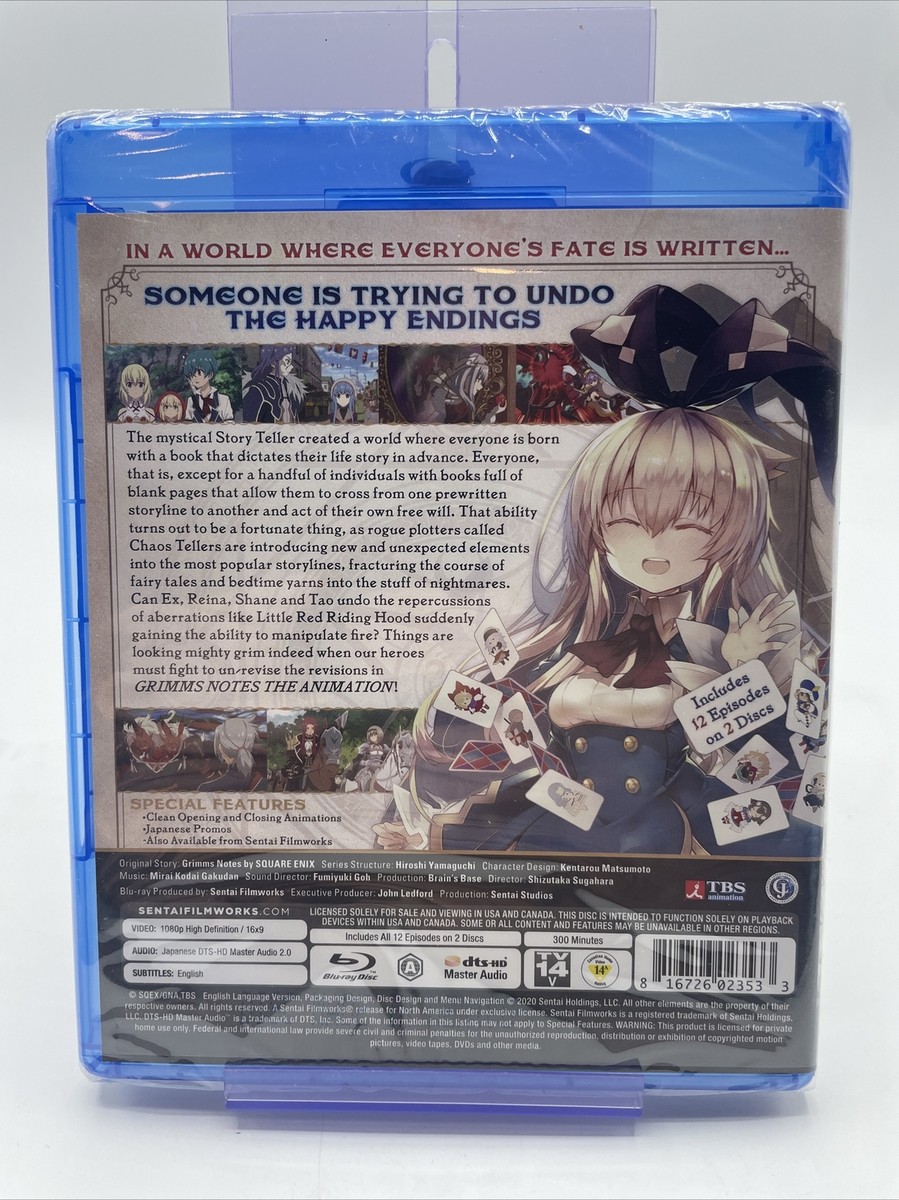 IN A WORLD WHERE EVERYONE'S FATE IS WRITTEN...
SOMEONE IS TRYING TO UNDO
THE HAPPY ENDINGS
The mystical Story Teller created a world where everyone is born
with a book that dictates their life story in advance. Everyone,
that is, except for a handful of individuals with books full of
blank pages that allow them to cross from one prewritten
storyline to another and act of their own free will. That ability
turns out to be a fortunate thing, as rogue plotters called
Chaos Tellers are introducing new and unexpected elements
into the most popular storylines, fracturing the course of
fairy tales and bedtime yarns into the stuff of nightmares.
Can Ex, Reina, Shane and Tao undo the repercussions
of aberrations like Little Red Riding Hood suddenly
gaining the ability to manipulate fire? Things are
looking mighty grim indeed when our heroes
must fight to un-revise the revisions in
GRIMMS NOTES THE ANIMATION!
Includes
12 Episodes
on 2 Discs
SPECIAL FEATURES
•Clean Opening and Closing Animations
•Japanese Promos
•Also Available from Sentai Filmworks
Original Story: Grimms Notes by SQUARE ENIX Series Structure: Hiroshi Yamaguchi Character Design: Kentarou Matsumoto
Music: Mirai Kodai Gakudan Sound Director: Fumiyuki Goh Production: Brain's Base Director: Shizutaka Sugahara
Blu-ray Produced by: Sentai Filmworks Executive Producer: John Ledford Production: Sentai Studios
TBS
animation
SENTAIFILMWORKS.COM
LICENSED SOLELY FOR SALE AND VIEWING IN USA AND CANADA. THIS DISC IS INTENDED TO FUNCTION SOLELY ON PLAYBACK
DEVICES WITHIN USA AND CANADA. SOME OR ALL CONTENT AND FEATURES MAY BE UNAVAILABLE IN OTHER REGIONS.
VIDEO: 1080p High Definition / 16x9
AUDIO: Japanese DTS-HD Master Audio 2.0
SUBTITLES: English
Includes All 12 Episodes on 2 Discs
300 Minutes
Blu-ray Disc™
A
dts-HD
Master Audio
TV
14
V
14A
8 16726 02353 3
© SQEX/GNA,TBS English Language Version, Packaging Design, Disc Design and Menu Navigation © 2020 Sentai Holdings, LLC. All other elements are the property of their
respective owners. All rights reserved. A Sentai Filmworks® release for North America under exclusive license. Sentai Filmworks is a registered trademark of Sentai Holdings,
LLC. DTS-HD Master Audio™ is a trademark of DTS, Inc. Some of the information in this listing may not apply to Special Features. WARNING: This product is licensed for private
home use only. Federal and international law provide severe civil and criminal penalties for the unauthorized reproduction, distribution or exhibition of copyrighted motion
pictures, video tapes, DVDs and other media.